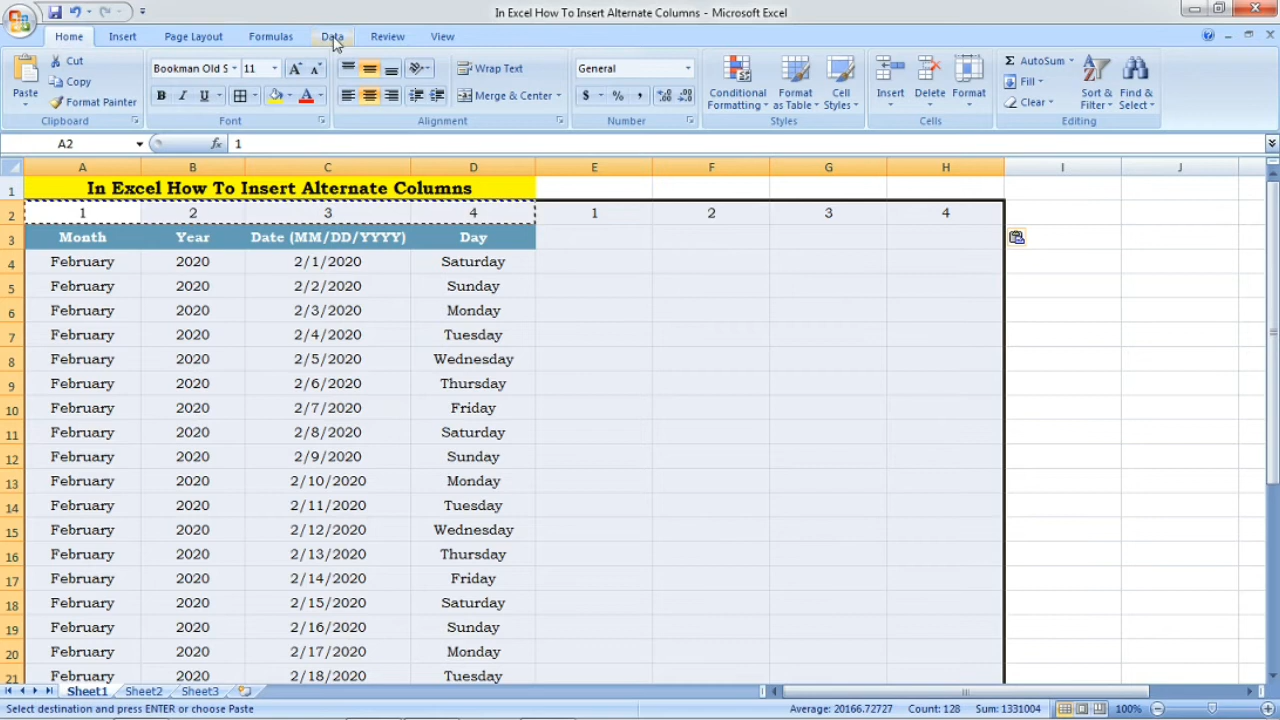 In Excel How To Insert Alternate Columns - Microsoft Excel
Home Insert Page Layout Formulas Data Review View
Paste Cut Copy Format Painter
Bookman Old S 11 A A B I U A
Wrap Text Merge & Center
General $ % ,
Conditional Formatting Format as Table Cell Styles
Insert Delete Format
Σ AutoSum Fill Clear Sort & Filter Find & Select
Clipboard Font Alignment Number Styles Cells Editing
A2 fx 1
A B C D E F G H I J
1 In Excel How To Insert Alternate Columns
2 1 2 3 4 1 2 3 4
3 Month Year Date (MM/DD/YYYY) Day
4 February 2020 2/1/2020 Saturday
5 February 2020 2/2/2020 Sunday
6 February 2020 2/3/2020 Monday
7 February 2020 2/4/2020 Tuesday
8 February 2020 2/5/2020 Wednesday
9 February 2020 2/6/2020 Thursday
10 February 2020 2/7/2020 Friday
11 February 2020 2/8/2020 Saturday
12 February 2020 2/9/2020 Sunday
13 February 2020 2/10/2020 Monday
14 February 2020 2/11/2020 Tuesday
15 February 2020 2/12/2020 Wednesday
16 February 2020 2/13/2020 Thursday
17 February 2020 2/14/2020 Friday
18 February 2020 2/15/2020 Saturday
19 February 2020 2/16/2020 Sunday
20 February 2020 2/17/2020 Monday
21 February 2020 2/18/2020 Tuesday
Sheet1 Sheet2 Sheet3
Select destination and press ENTER or choose Paste Average: 20166.72727 Count: 128 Sum: 1331004 100%